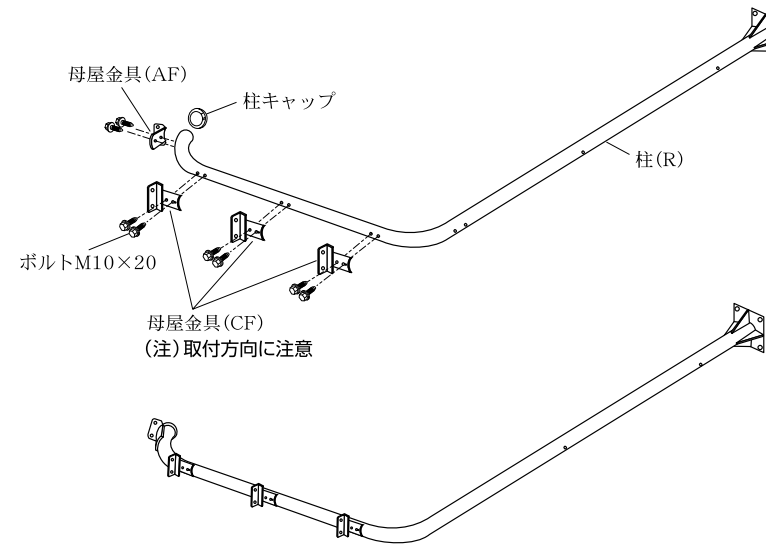 母屋金具(AF)
柱キャップ
柱(R)
ボルトM10×20
母屋金具(CF)
(注)取付方向に注意